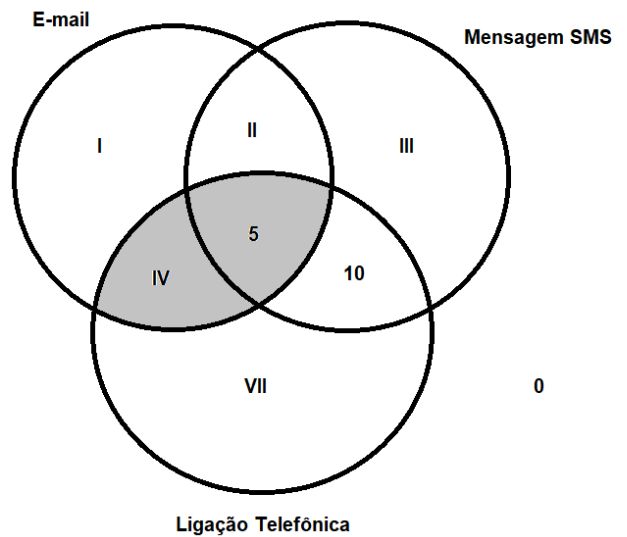 E-mail
Mensagem SMS
I
II
III
5
IV
10
VII
0
Ligação Telefônica